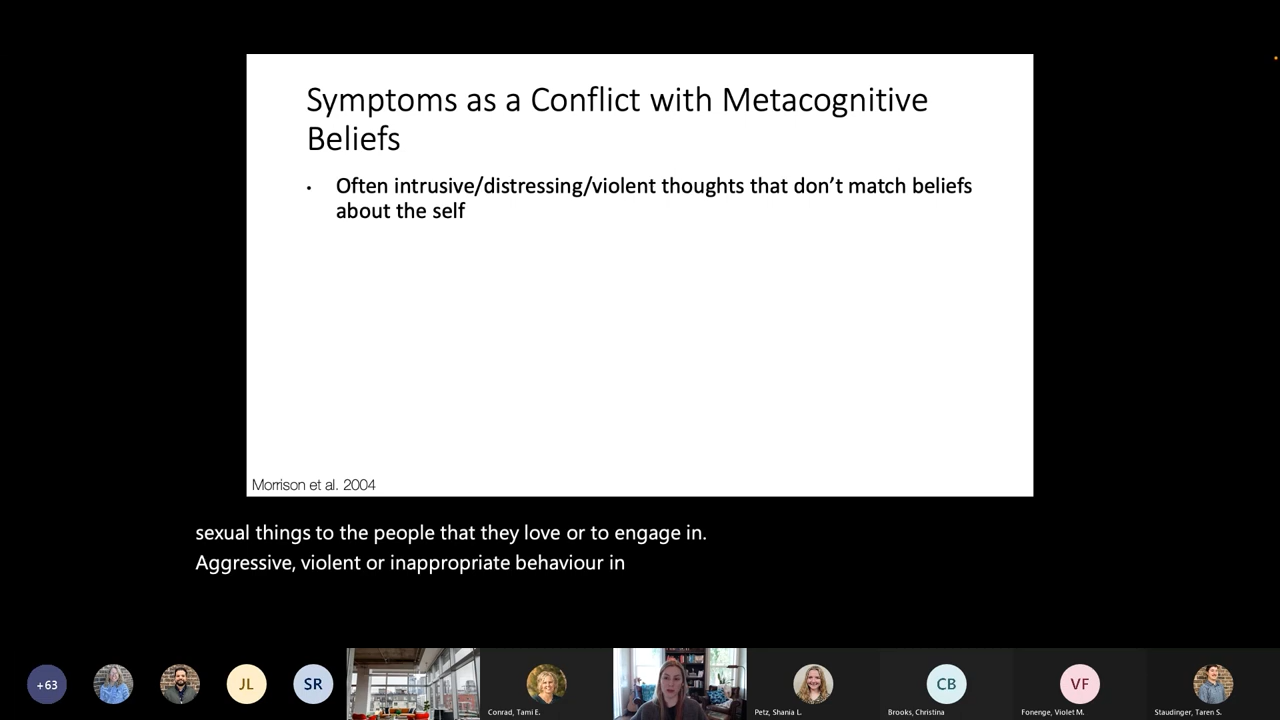 Symptoms as a Conflict with Metacognitive
Beliefs
• Often intrusive/distressing/violent thoughts that don’t match beliefs
about the self
Morrison et al. 2004
sexual things to the people that they love or to engage in.
Aggressive, violent or inappropriate behaviour in
+63
JL
SR
Conrad, Tami E.
Petz, Shania L.
CB
Brooks, Christina
VF
Fonenge, Violet M.
Staudinger, Taren S.